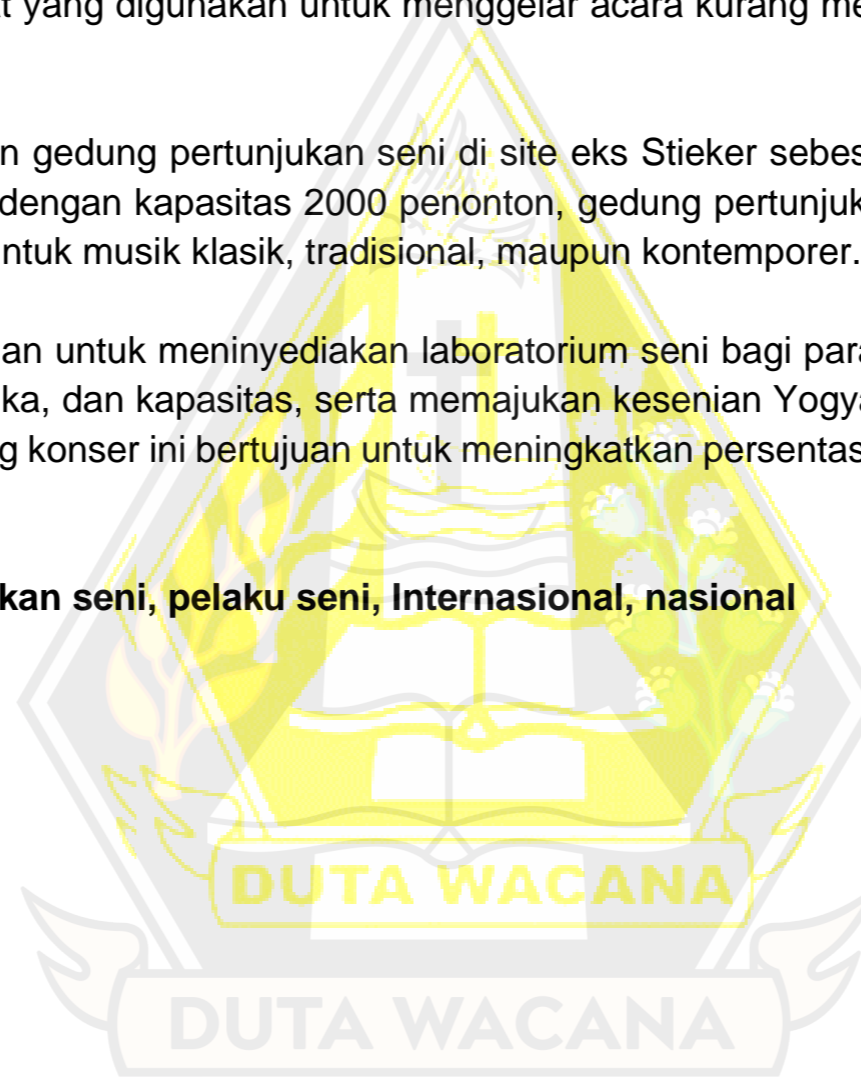 at yang digunakan untuk menggelar acara kurang me
n gedung pertunjukan seni di site eks Stieker sebes
dengan kapasitas 2000 penonton, gedung pertunjuk
ntuk musik klasik, tradisional, maupun kontemporer.
an untuk meninyediakan laboratorium seni bagi para
ka, dan kapasitas, serta memajukan kesenian Yogya
g konser ini bertujuan untuk meningkatkan persentas
kan seni, pelaku seni, Internasional, nasional
DUTA WACANA
DUTA WACANA